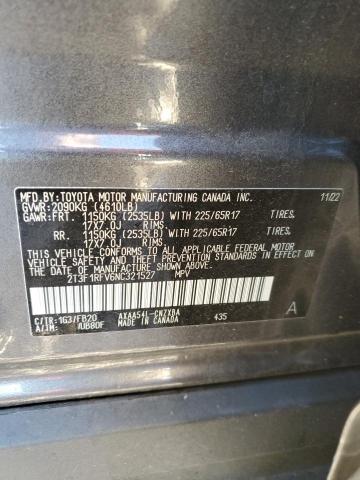 MFD.BY:TOYOTA MOTOR MANUFACTURING CANADA INC. 11/22
GVWR:2090KG (4610LB)
GAWR:FRT. 1150KG (2535LB) WITH 225/65R17 TIRES,
17X7.0J RIMS.
RR. 1150KG (2535LB) WITH 225/65R17 TIRES,
17X7.0J RIMS.
THIS VEHICLE CONFORMS TO ALL APPLICABLE FEDERAL MOTOR
VEHICLE SAFETY STANDARDS IN EFFECT ON THE DATE OF
MANUFACTURE SHOWN ABOVE.
2T3F1RFV6NC321527 MPV
C/TR:1G3/FB20 AXAA54L-CNZXBA 435 A
A/TM: /UB80F MADE IN CANADA